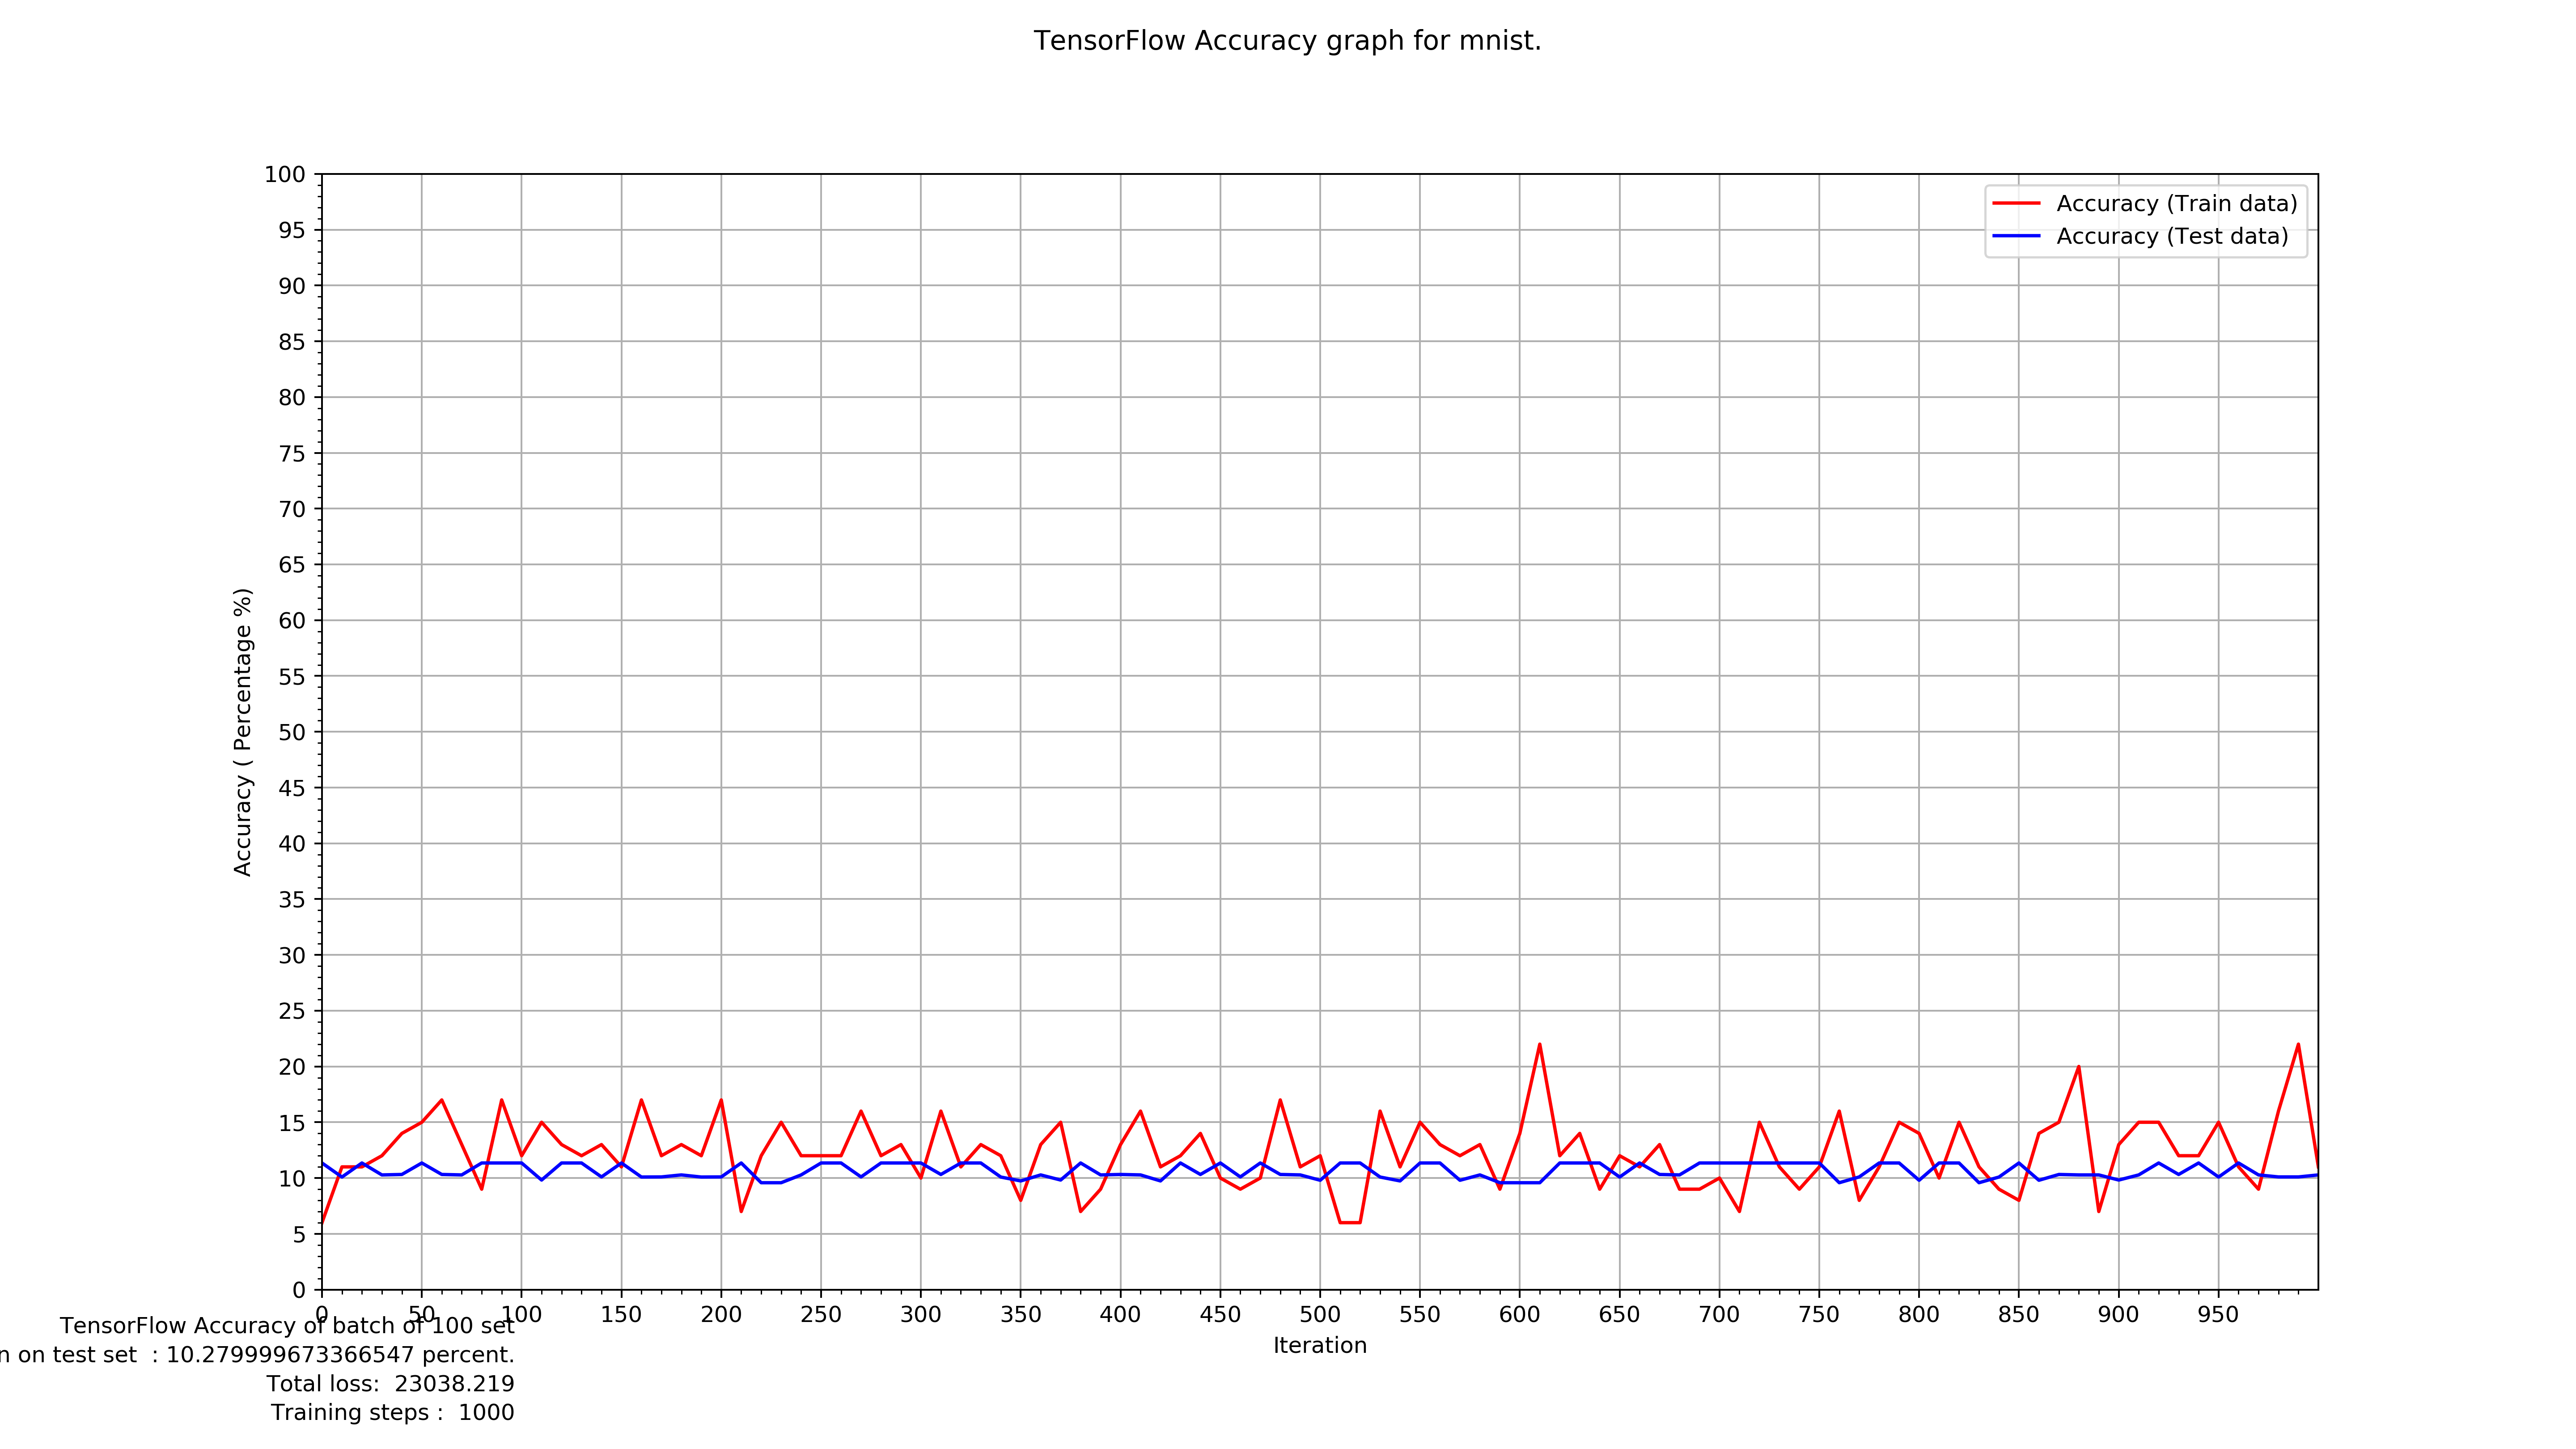 TensorFlow Accuracy graph for mnist.
Accuracy (Train data)
Accuracy (Test data)
Accuracy ( Percentage %)
100
95
90
85
80
75
70
65
60
55
50
45
40
35
30
25
20
15
10
5
0
0 50 100 150 200 250 300 350 400 450 500 550 600 650 700 750 800 850 900 950
Iteration
TensorFlow Accuracy of batch of 100 set
n on test set : 10.279999673366547 percent.
Total loss: 23038.219
Training steps : 1000